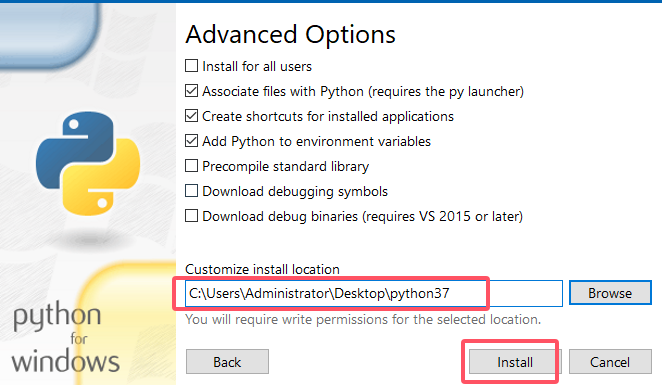 Advanced Options
Install for all users
Associate files with Python (requires the py launcher)
Create shortcuts for installed applications
Add Python to environment variables
Precompile standard library
Download debugging symbols
Download debug binaries (requires VS 2015 or later)
Customize install location
C:\Users\Administrator\Desktop\python37
Browse
You will require write permissions for the selected location.
python
for
windows
Back
Install
Cancel